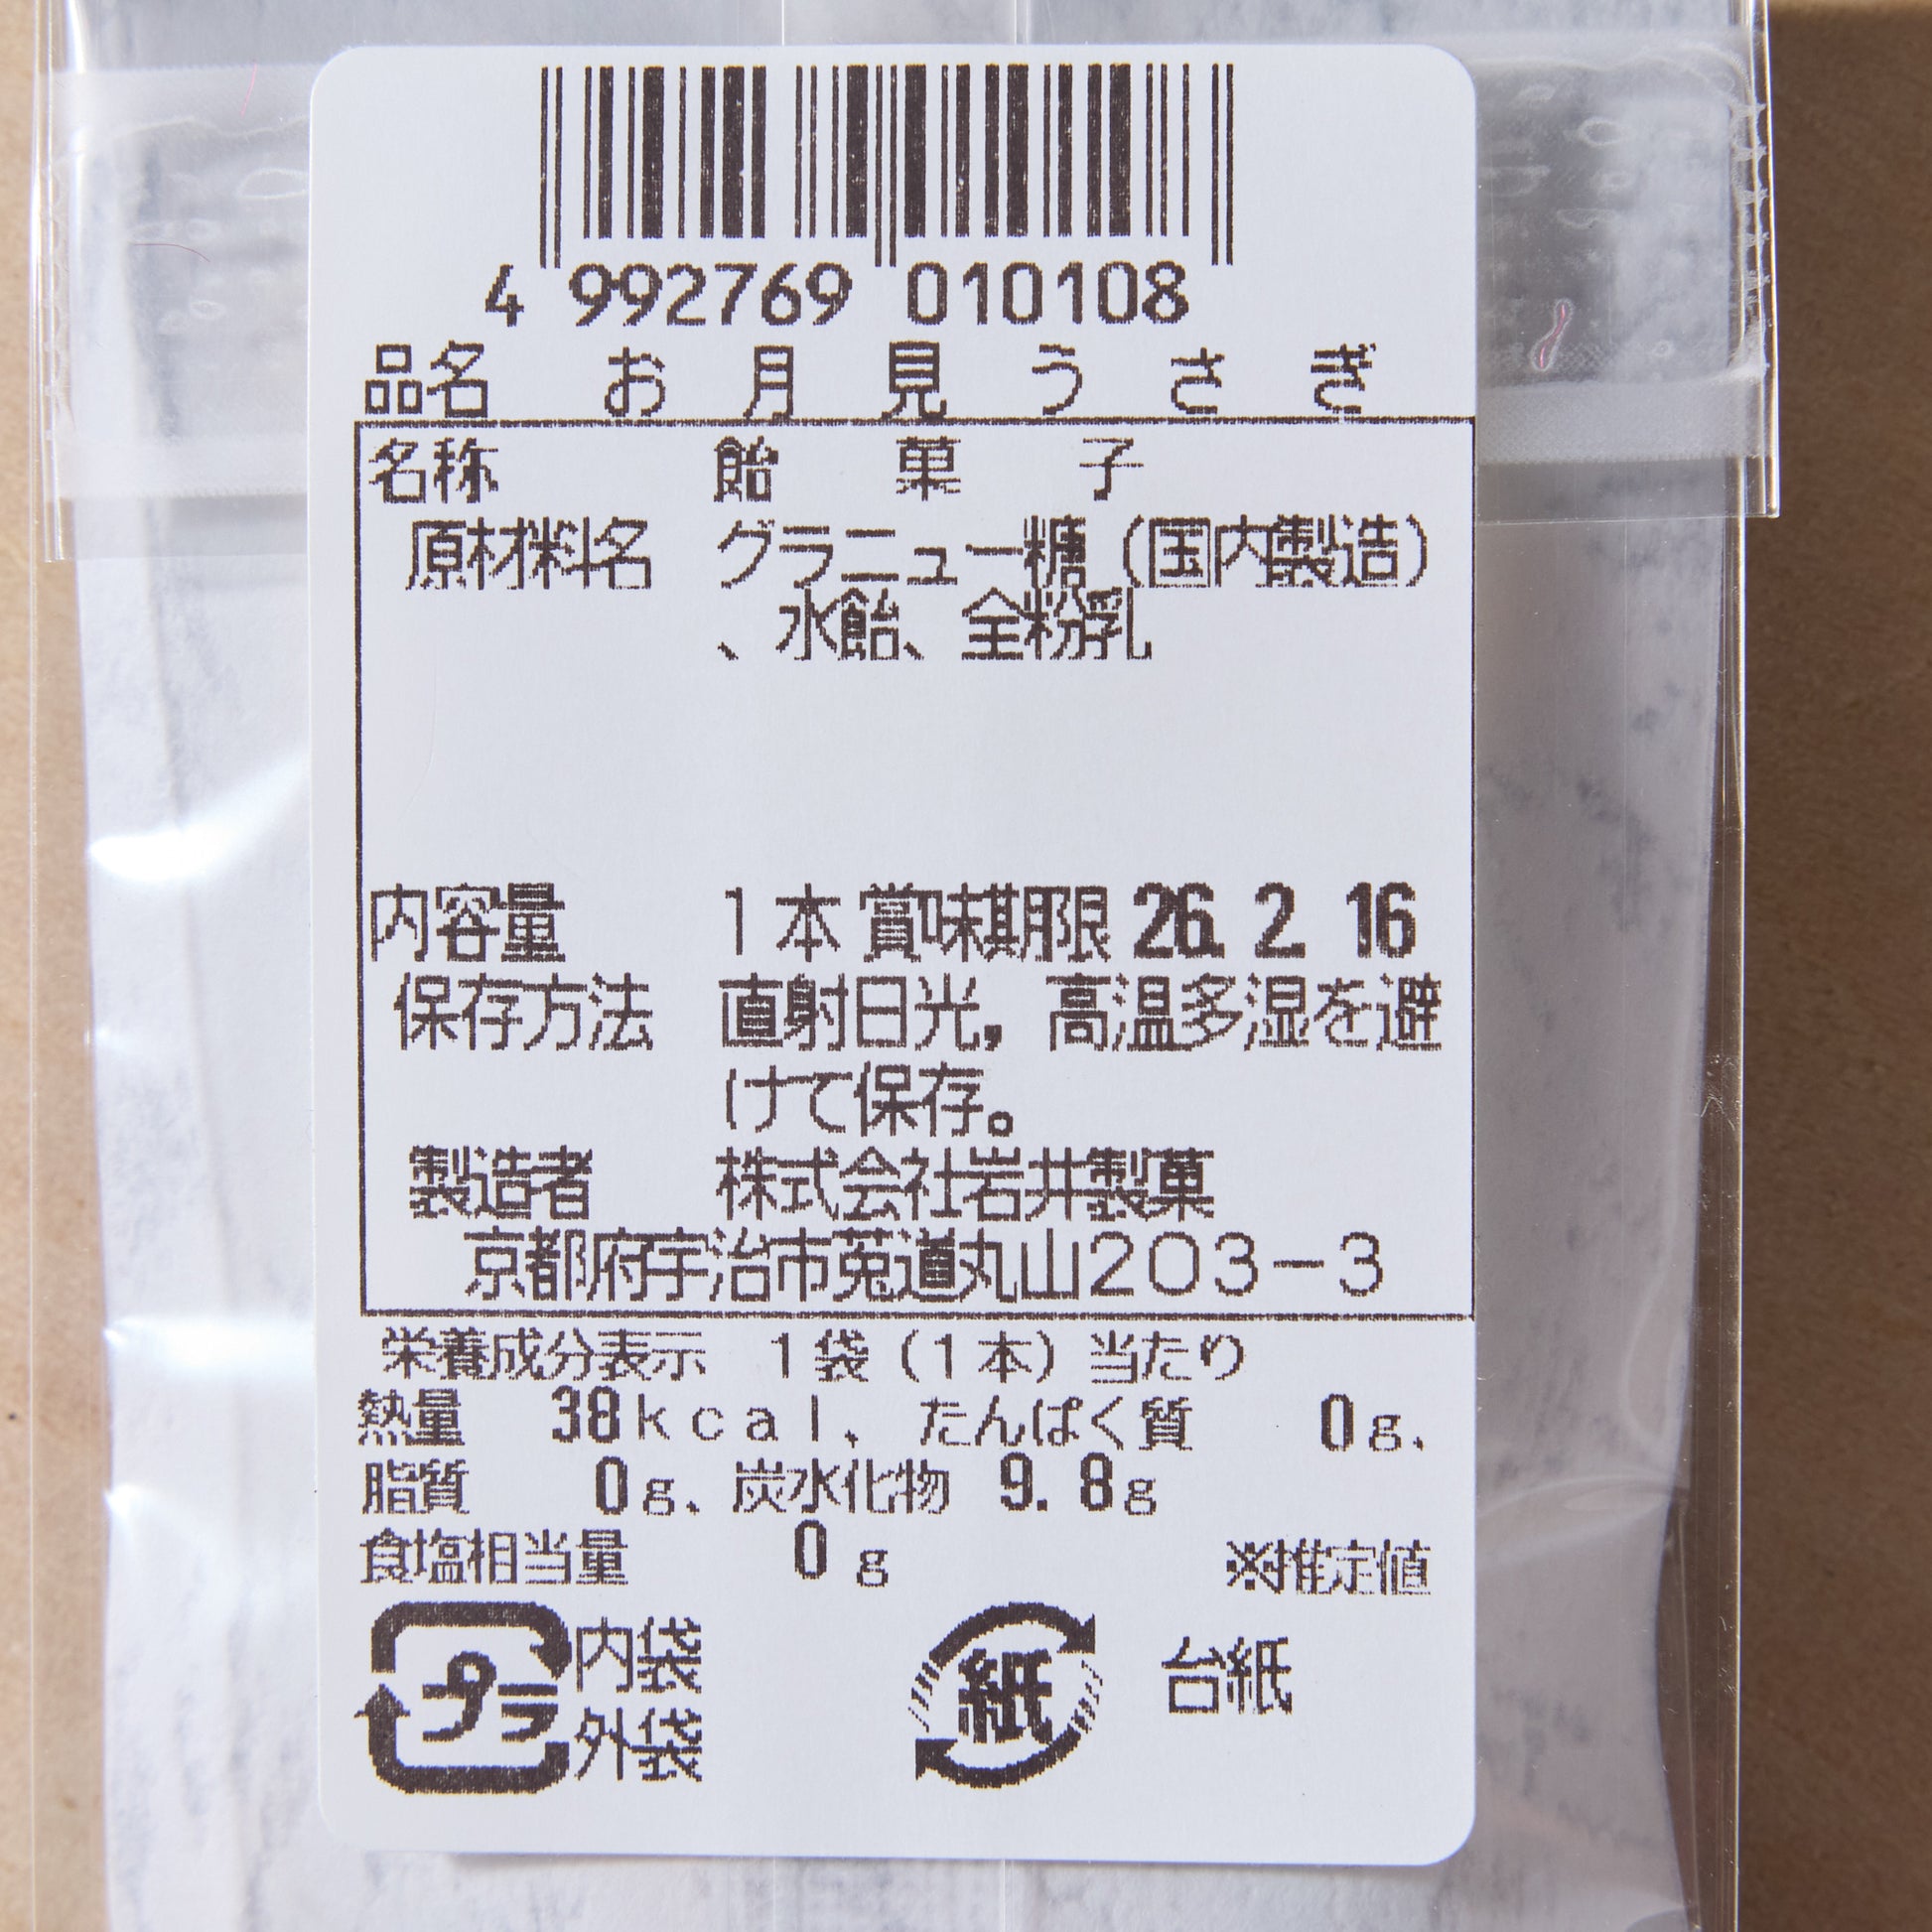 4 992769 010108
品名 お月見うさぎ
名称 飴菓子
原材料名 グラニュー糖（国内製造）
、水飴、全粉乳
内容量 1本 賞味期限 26. 2. 16
保存方法 直射日光，高温多湿を避
けて保存。
製造者 株式会社岩井製菓
京都府宇治市菟道丸山203－3
栄養成分表示 1袋（1本）当たり
熱量 38kcal、たんぱく質 0g、
脂質 0g、炭水化物 9.8g
食塩相当量 0g ※推定値
プラ 内袋 外袋
紙 台紙